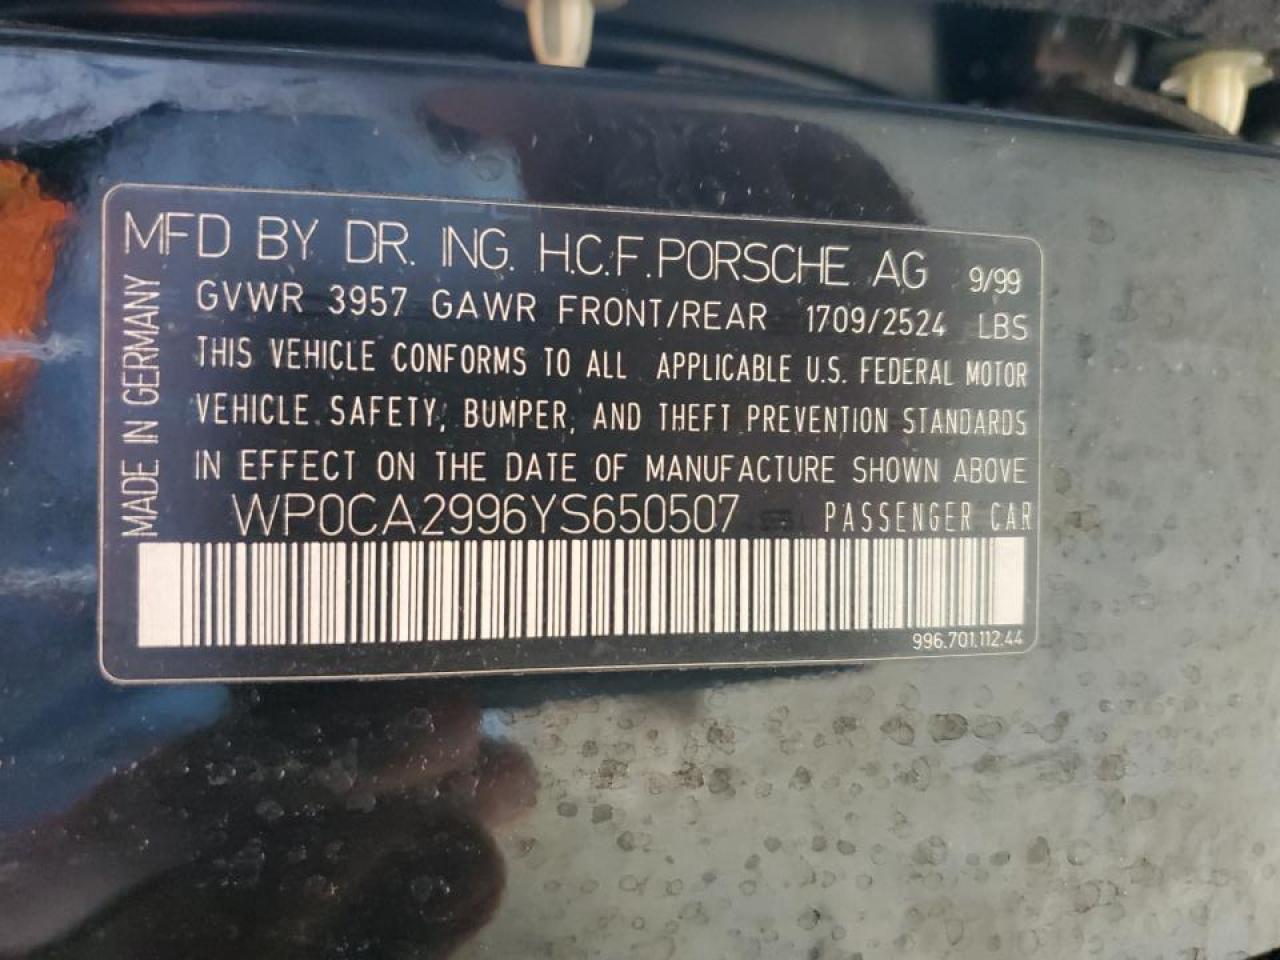 MFD BY DR. ING. H.C.F. PORSCHE AG 9/99
GVWR 3957 GAWR FRONT/REAR 1709/2524 LBS
THIS VEHICLE CONFORMS TO ALL APPLICABLE U.S. FEDERAL MOTOR
VEHICLE SAFETY, BUMPER, AND THEFT PREVENTION STANDARDS
IN EFFECT ON THE DATE OF MANUFACTURE SHOWN ABOVE
WP0CA2996YS650507 PASSENGER CAR
996.701.112.44
MADE IN GERMANY